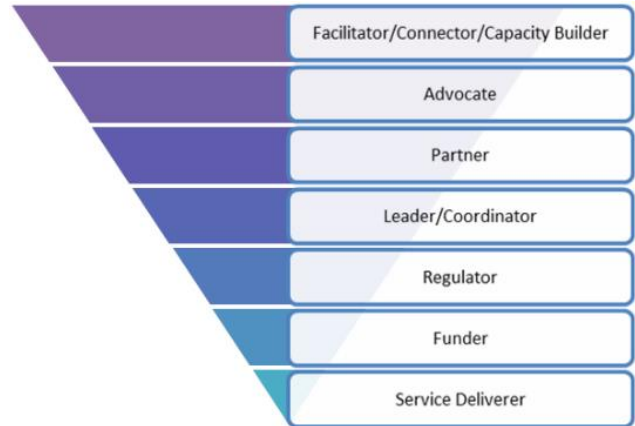 Facilitator/Connector/Capacity Builder
Advocate
Partner
Leader/Coordinator
Regulator
Funder
Service Deliverer